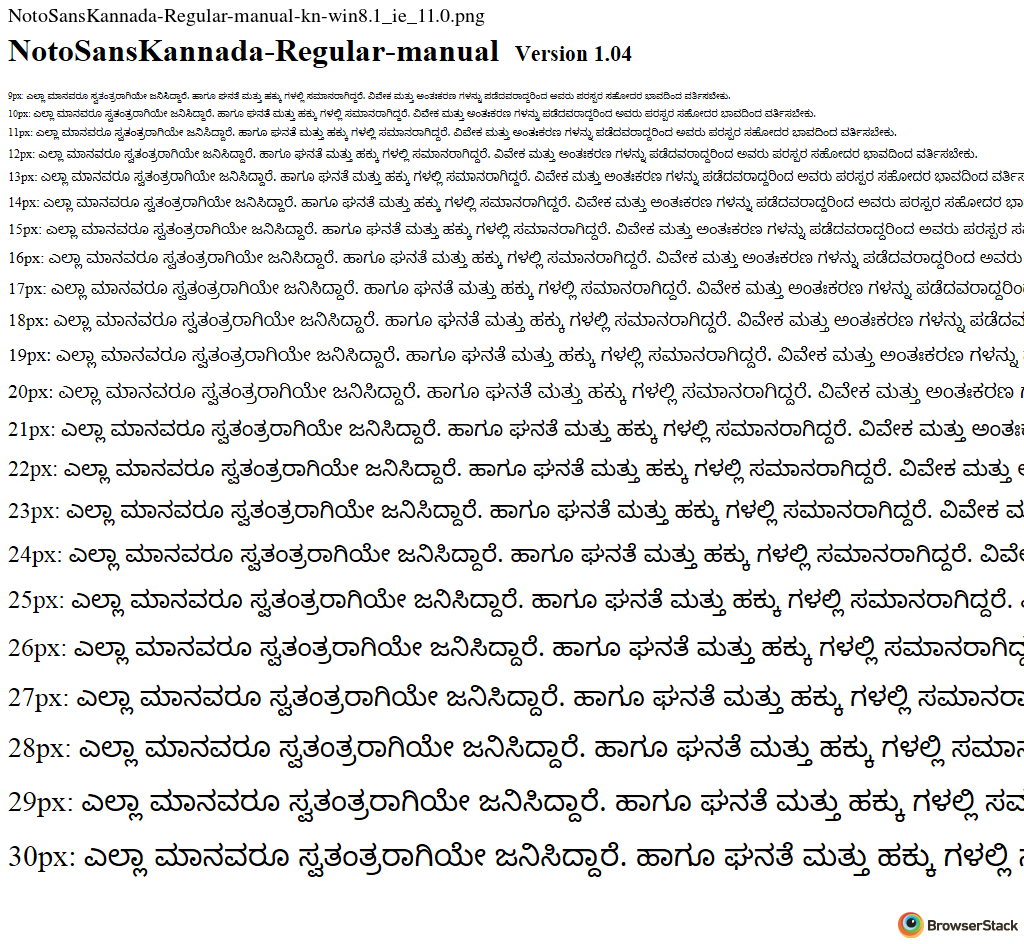 NotoSansKannada-Regular-manual-kn-win8.1_ie_11.0.png
NotoSansKannada-Regular-manual Version 1.04
9px: ಎಲ್ಲಾ ಮಾನವರೂ ಸ್ವತಂತ್ರರಾಗಿಯೇ ಜನಿಸಿದ್ದಾರೆ. ಹಾಗೂ ಘನತೆ ಮತ್ತು ಹಕ್ಕು ಗಳಲ್ಲಿ ಸಮಾನರಾಗಿದ್ದರೆ. ವಿವೇಕ ಮತ್ತು ಅಂತಃಕರಣ ಗಳನ್ನು ಪಡೆದವರಾದ್ದರಿಂದ ಅವರು ಪರಸ್ಪರ ಸಹೋದರ ಭಾವದಿಂದ ವರ್ತಿಸಬೇಕು.
10px: ಎಲ್ಲಾ ಮಾನವರೂ ಸ್ವತಂತ್ರರಾಗಿಯೇ ಜನಿಸಿದ್ದಾರೆ. ಹಾಗೂ ಘನತೆ ಮತ್ತು ಹಕ್ಕು ಗಳಲ್ಲಿ ಸಮಾನರಾಗಿದ್ದರೆ. ವಿವೇಕ ಮತ್ತು ಅಂತಃಕರಣ ಗಳನ್ನು ಪಡೆದವರಾದ್ದರಿಂದ ಅವರು ಪರಸ್ಪರ ಸಹೋದರ ಭಾವದಿಂದ ವರ್ತಿಸಬೇಕು.
11px: ಎಲ್ಲಾ ಮಾನವರೂ ಸ್ವತಂತ್ರರಾಗಿಯೇ ಜನಿಸಿದ್ದಾರೆ. ಹಾಗೂ ಘನತೆ ಮತ್ತು ಹಕ್ಕು ಗಳಲ್ಲಿ ಸಮಾನರಾಗಿದ್ದರೆ. ವಿವೇಕ ಮತ್ತು ಅಂತಃಕರಣ ಗಳನ್ನು ಪಡೆದವರಾದ್ದರಿಂದ ಅವರು ಪರಸ್ಪರ ಸಹೋದರ ಭಾವದಿಂದ ವರ್ತಿಸಬೇಕು.
12px: ಎಲ್ಲಾ ಮಾನವರೂ ಸ್ವತಂತ್ರರಾಗಿಯೇ ಜನಿಸಿದ್ದಾರೆ. ಹಾಗೂ ಘನತೆ ಮತ್ತು ಹಕ್ಕು ಗಳಲ್ಲಿ ಸಮಾನರಾಗಿದ್ದರೆ. ವಿವೇಕ ಮತ್ತು ಅಂತಃಕರಣ ಗಳನ್ನು ಪಡೆದವರಾದ್ದರಿಂದ ಅವರು ಪರಸ್ಪರ ಸಹೋದರ ಭಾವದಿಂದ ವರ್ತಿಸಬೇಕು.
13px: ಎಲ್ಲಾ ಮಾನವರೂ ಸ್ವತಂತ್ರರಾಗಿಯೇ ಜನಿಸಿದ್ದಾರೆ. ಹಾಗೂ ಘನತೆ ಮತ್ತು ಹಕ್ಕು ಗಳಲ್ಲಿ ಸಮಾನರಾಗಿದ್ದರೆ. ವಿವೇಕ ಮತ್ತು ಅಂತಃಕರಣ ಗಳನ್ನು ಪಡೆದವರಾದ್ದರಿಂದ ಅವರು ಪರಸ್ಪರ ಸಹೋದರ ಭಾವದಿಂದ
14px: ಎಲ್ಲಾ ಮಾನವರೂ ಸ್ವತಂತ್ರರಾಗಿಯೇ ಜನಿಸಿದ್ದಾರೆ. ಹಾಗೂ ಘನತೆ ಮತ್ತು ಹಕ್ಕು ಗಳಲ್ಲಿ ಸಮಾನರಾಗಿದ್ದರೆ. ವಿವೇಕ ಮತ್ತು ಅಂತಃಕರಣ ಗಳನ್ನು ಪಡೆದವರಾದ್ದರಿಂದ ಅವರು ಪರಸ್ಪರ ಸಹೋದರ ಭಾ
15px: ಎಲ್ಲಾ ಮಾನವರೂ ಸ್ವತಂತ್ರರಾಗಿಯೇ ಜನಿಸಿದ್ದಾರೆ. ಹಾಗೂ ಘನತೆ ಮತ್ತು ಹಕ್ಕು ಗಳಲ್ಲಿ ಸಮಾನರಾಗಿದ್ದರೆ. ವಿವೇಕ ಮತ್ತು ಅಂತಃಕರಣ ಗಳನ್ನು ಪಡೆದವರಾದ್ದರಿಂದ ಅವರು ಪರಸ್ಪರ
16px: ಎಲ್ಲಾ ಮಾನವರೂ ಸ್ವತಂತ್ರರಾಗಿಯೇ ಜನಿಸಿದ್ದಾರೆ. ಹಾಗೂ ಘನತೆ ಮತ್ತು ಹಕ್ಕು ಗಳಲ್ಲಿ ಸಮಾನರಾಗಿದ್ದರೆ. ವಿವೇಕ ಮತ್ತು ಅಂತಃಕರಣ ಗಳನ್ನು ಪಡೆದವರಾದ್ದರಿಂದ ಅವರು
17px: ಎಲ್ಲಾ ಮಾನವರೂ ಸ್ವತಂತ್ರರಾಗಿಯೇ ಜನಿಸಿದ್ದಾರೆ. ಹಾಗೂ ಘನತೆ ಮತ್ತು ಹಕ್ಕು ಗಳಲ್ಲಿ ಸಮಾನರಾಗಿದ್ದರೆ. ವಿವೇಕ ಮತ್ತು ಅಂತಃಕರಣ ಗಳನ್ನು ಪಡೆದವರಾದ್ದರಿಂ
18px: ಎಲ್ಲಾ ಮಾನವರೂ ಸ್ವತಂತ್ರರಾಗಿಯೇ ಜನಿಸಿದ್ದಾರೆ. ಹಾಗೂ ಘನತೆ ಮತ್ತು ಹಕ್ಕು ಗಳಲ್ಲಿ ಸಮಾನರಾಗಿದ್ದರೆ. ವಿವೇಕ ಮತ್ತು ಅಂತಃಕರಣ ಗಳನ್ನು ಪಡೆದವ
19px: ಎಲ್ಲಾ ಮಾನವರೂ ಸ್ವತಂತ್ರರಾಗಿಯೇ ಜನಿಸಿದ್ದಾರೆ. ಹಾಗೂ ಘನತೆ ಮತ್ತು ಹಕ್ಕು ಗಳಲ್ಲಿ ಸಮಾನರಾಗಿದ್ದರೆ. ವಿವೇಕ ಮತ್ತು ಅಂತಃಕರಣ ಗಳನ್ನು
20px: ಎಲ್ಲಾ ಮಾನವರೂ ಸ್ವತಂತ್ರರಾಗಿಯೇ ಜನಿಸಿದ್ದಾರೆ. ಹಾಗೂ ಘನತೆ ಮತ್ತು ಹಕ್ಕು ಗಳಲ್ಲಿ ಸಮಾನರಾಗಿದ್ದರೆ. ವಿವೇಕ ಮತ್ತು ಅಂತಃಕರಣ
21px: ಎಲ್ಲಾ ಮಾನವರೂ ಸ್ವತಂತ್ರರಾಗಿಯೇ ಜನಿಸಿದ್ದಾರೆ. ಹಾಗೂ ಘನತೆ ಮತ್ತು ಹಕ್ಕು ಗಳಲ್ಲಿ ಸಮಾನರಾಗಿದ್ದರೆ. ವಿವೇಕ ಮತ್ತು ಅಂತಃ
22px: ಎಲ್ಲಾ ಮಾನವರೂ ಸ್ವತಂತ್ರರಾಗಿಯೇ ಜನಿಸಿದ್ದಾರೆ. ಹಾಗೂ ಘನತೆ ಮತ್ತು ಹಕ್ಕು ಗಳಲ್ಲಿ ಸಮಾನರಾಗಿದ್ದರೆ. ವಿವೇಕ ಮತ್ತು
23px: ಎಲ್ಲಾ ಮಾನವರೂ ಸ್ವತಂತ್ರರಾಗಿಯೇ ಜನಿಸಿದ್ದಾರೆ. ಹಾಗೂ ಘನತೆ ಮತ್ತು ಹಕ್ಕು ಗಳಲ್ಲಿ ಸಮಾನರಾಗಿದ್ದರೆ. ವಿವೇಕ
24px: ಎಲ್ಲಾ ಮಾನವರೂ ಸ್ವತಂತ್ರರಾಗಿಯೇ ಜನಿಸಿದ್ದಾರೆ. ಹಾಗೂ ಘನತೆ ಮತ್ತು ಹಕ್ಕು ಗಳಲ್ಲಿ ಸಮಾನರಾಗಿದ್ದರೆ. ವಿವೇ
25px: ಎಲ್ಲಾ ಮಾನವರೂ ಸ್ವತಂತ್ರರಾಗಿಯೇ ಜನಿಸಿದ್ದಾರೆ. ಹಾಗೂ ಘನತೆ ಮತ್ತು ಹಕ್ಕು ಗಳಲ್ಲಿ ಸಮಾನರಾಗಿದ್ದರೆ.
26px: ಎಲ್ಲಾ ಮಾನವರೂ ಸ್ವತಂತ್ರರಾಗಿಯೇ ಜನಿಸಿದ್ದಾರೆ. ಹಾಗೂ ಘನತೆ ಮತ್ತು ಹಕ್ಕು ಗಳಲ್ಲಿ ಸಮಾನರಾಗಿದ್ದ
27px: ಎಲ್ಲಾ ಮಾನವರೂ ಸ್ವತಂತ್ರರಾಗಿಯೇ ಜನಿಸಿದ್ದಾರೆ. ಹಾಗೂ ಘನತೆ ಮತ್ತು ಹಕ್ಕು ಗಳಲ್ಲಿ ಸಮಾನರಾ
28px: ಎಲ್ಲಾ ಮಾನವರೂ ಸ್ವತಂತ್ರರಾಗಿಯೇ ಜನಿಸಿದ್ದಾರೆ. ಹಾಗೂ ಘನತೆ ಮತ್ತು ಹಕ್ಕು ಗಳಲ್ಲಿ ಸಮಾನ
29px: ಎಲ್ಲಾ ಮಾನವರೂ ಸ್ವತಂತ್ರರಾಗಿಯೇ ಜನಿಸಿದ್ದಾರೆ. ಹಾಗೂ ಘನತೆ ಮತ್ತು ಹಕ್ಕು ಗಳಲ್ಲಿ ಸಮ
30px: ಎಲ್ಲಾ ಮಾನವರೂ ಸ್ವತಂತ್ರರಾಗಿಯೇ ಜನಿಸಿದ್ದಾರೆ. ಹಾಗೂ ಘನತೆ ಮತ್ತು ಹಕ್ಕು ಗಳಲ್ಲಿ
BrowserStack